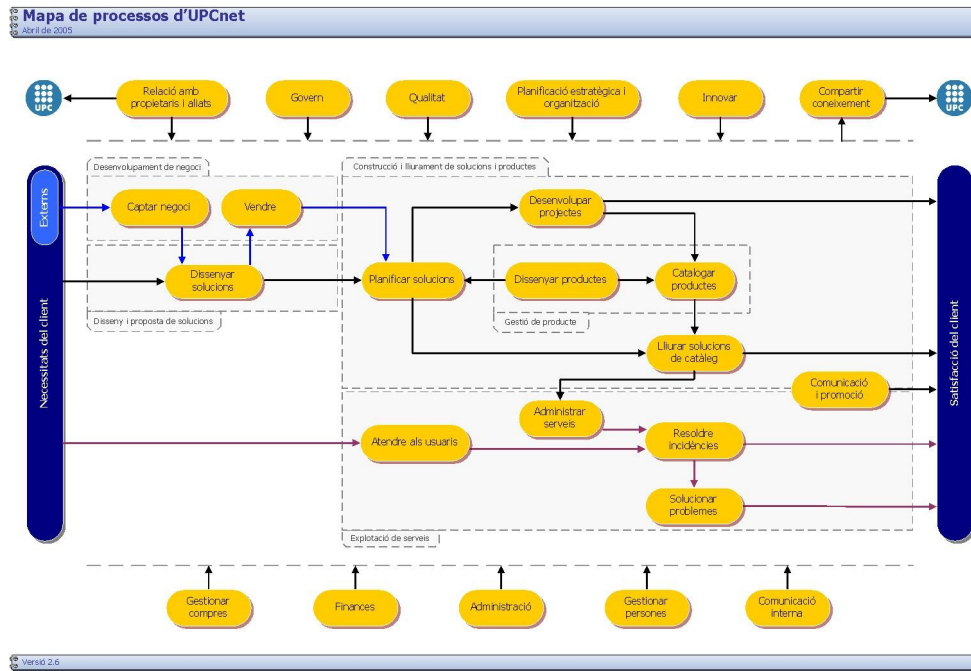 Mapa de processos d'UPCnet
Abril de 2005
UPC
Relació amb
propietaris i aliats
Govern
Qualitat
Planificació estratègica i
organització
Innovar
Compartir
coneixement
UPC
Desenvolupament de negoci
Construcció i lliurament de solucions i productes
Externs
Necessitats del client
Captar negoci
Vendre
Desenvolupar
projectes
Dissenyar
solucions
Planificar solucions
Dissenyar productes
Catalogar
productes
Disseny i proposta de solucions
Gestió de producte
Lliurar solucions
de catàleg
Comunicació
i promoció
Satisfacció del client
Administrar
serveis
Atendre als usuaris
Resoldre
incidències
Solucionar
problemes
Explotació de serveis
Gestionar
compres
Finances
Administració
Gestionar
persones
Comunicació
interna
Versió 2.6